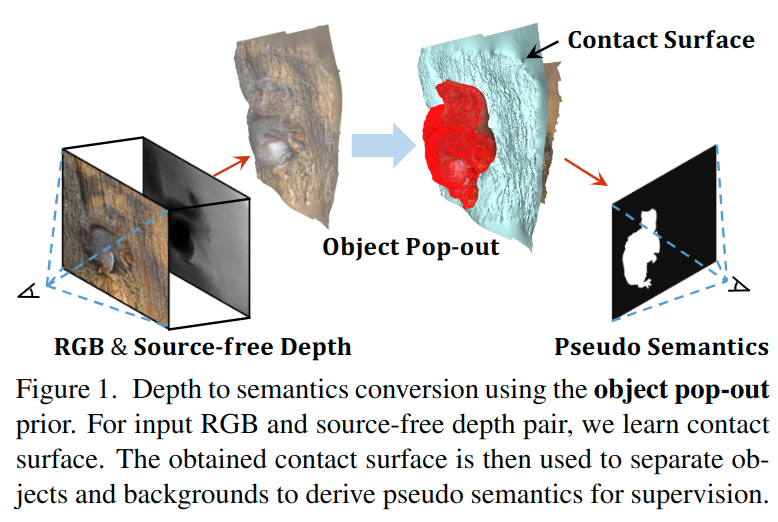 Contact Surface
Object Pop-out
RGB & Source-free Depth
Pseudo Semantics
Figure 1. Depth to semantics conversion using the object pop-out
prior. For input RGB and source-free depth pair, we learn contact
surface. The obtained contact surface is then used to separate ob-
jects and backgrounds to derive pseudo semantics for supervision.